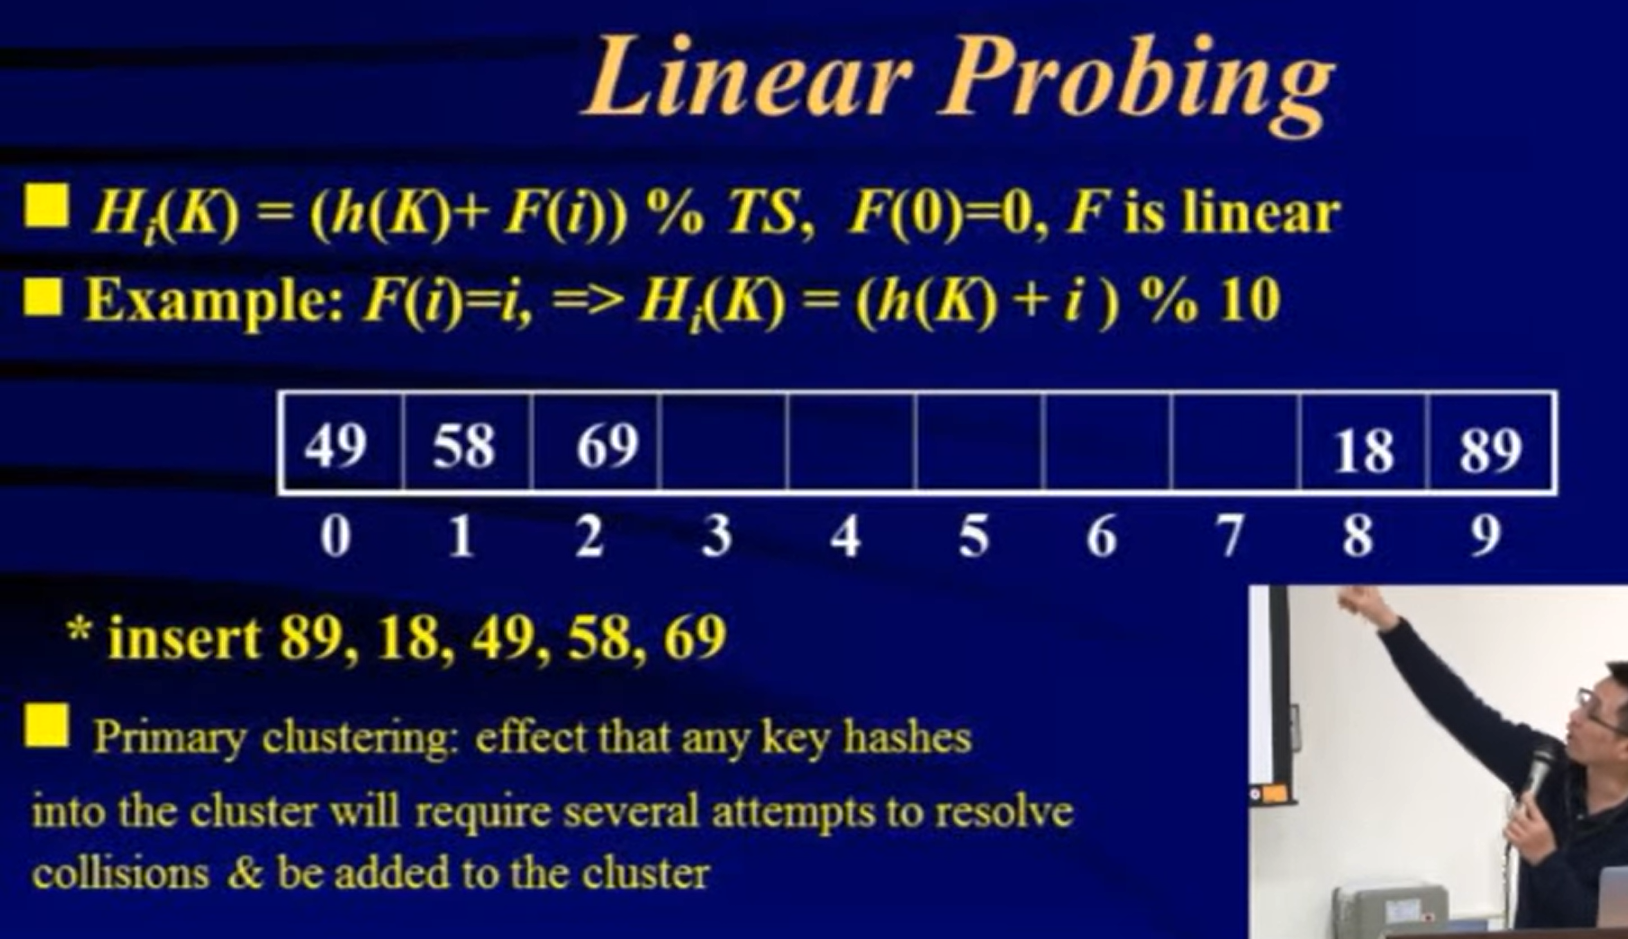 Linear Probing
Hᵢ(K) = (h(K)+ F(i)) % TS, F(0)=0, F is linear
Example: F(i)=i, => Hᵢ(K) = (h(K) + i ) % 10
49 58 69 18 89
0 1 2 3 4 5 6 7 8 9
* insert 89, 18, 49, 58, 69
Primary clustering: effect that any key hashes
into the cluster will require several attempts to resolve
collisions & be added to the cluster